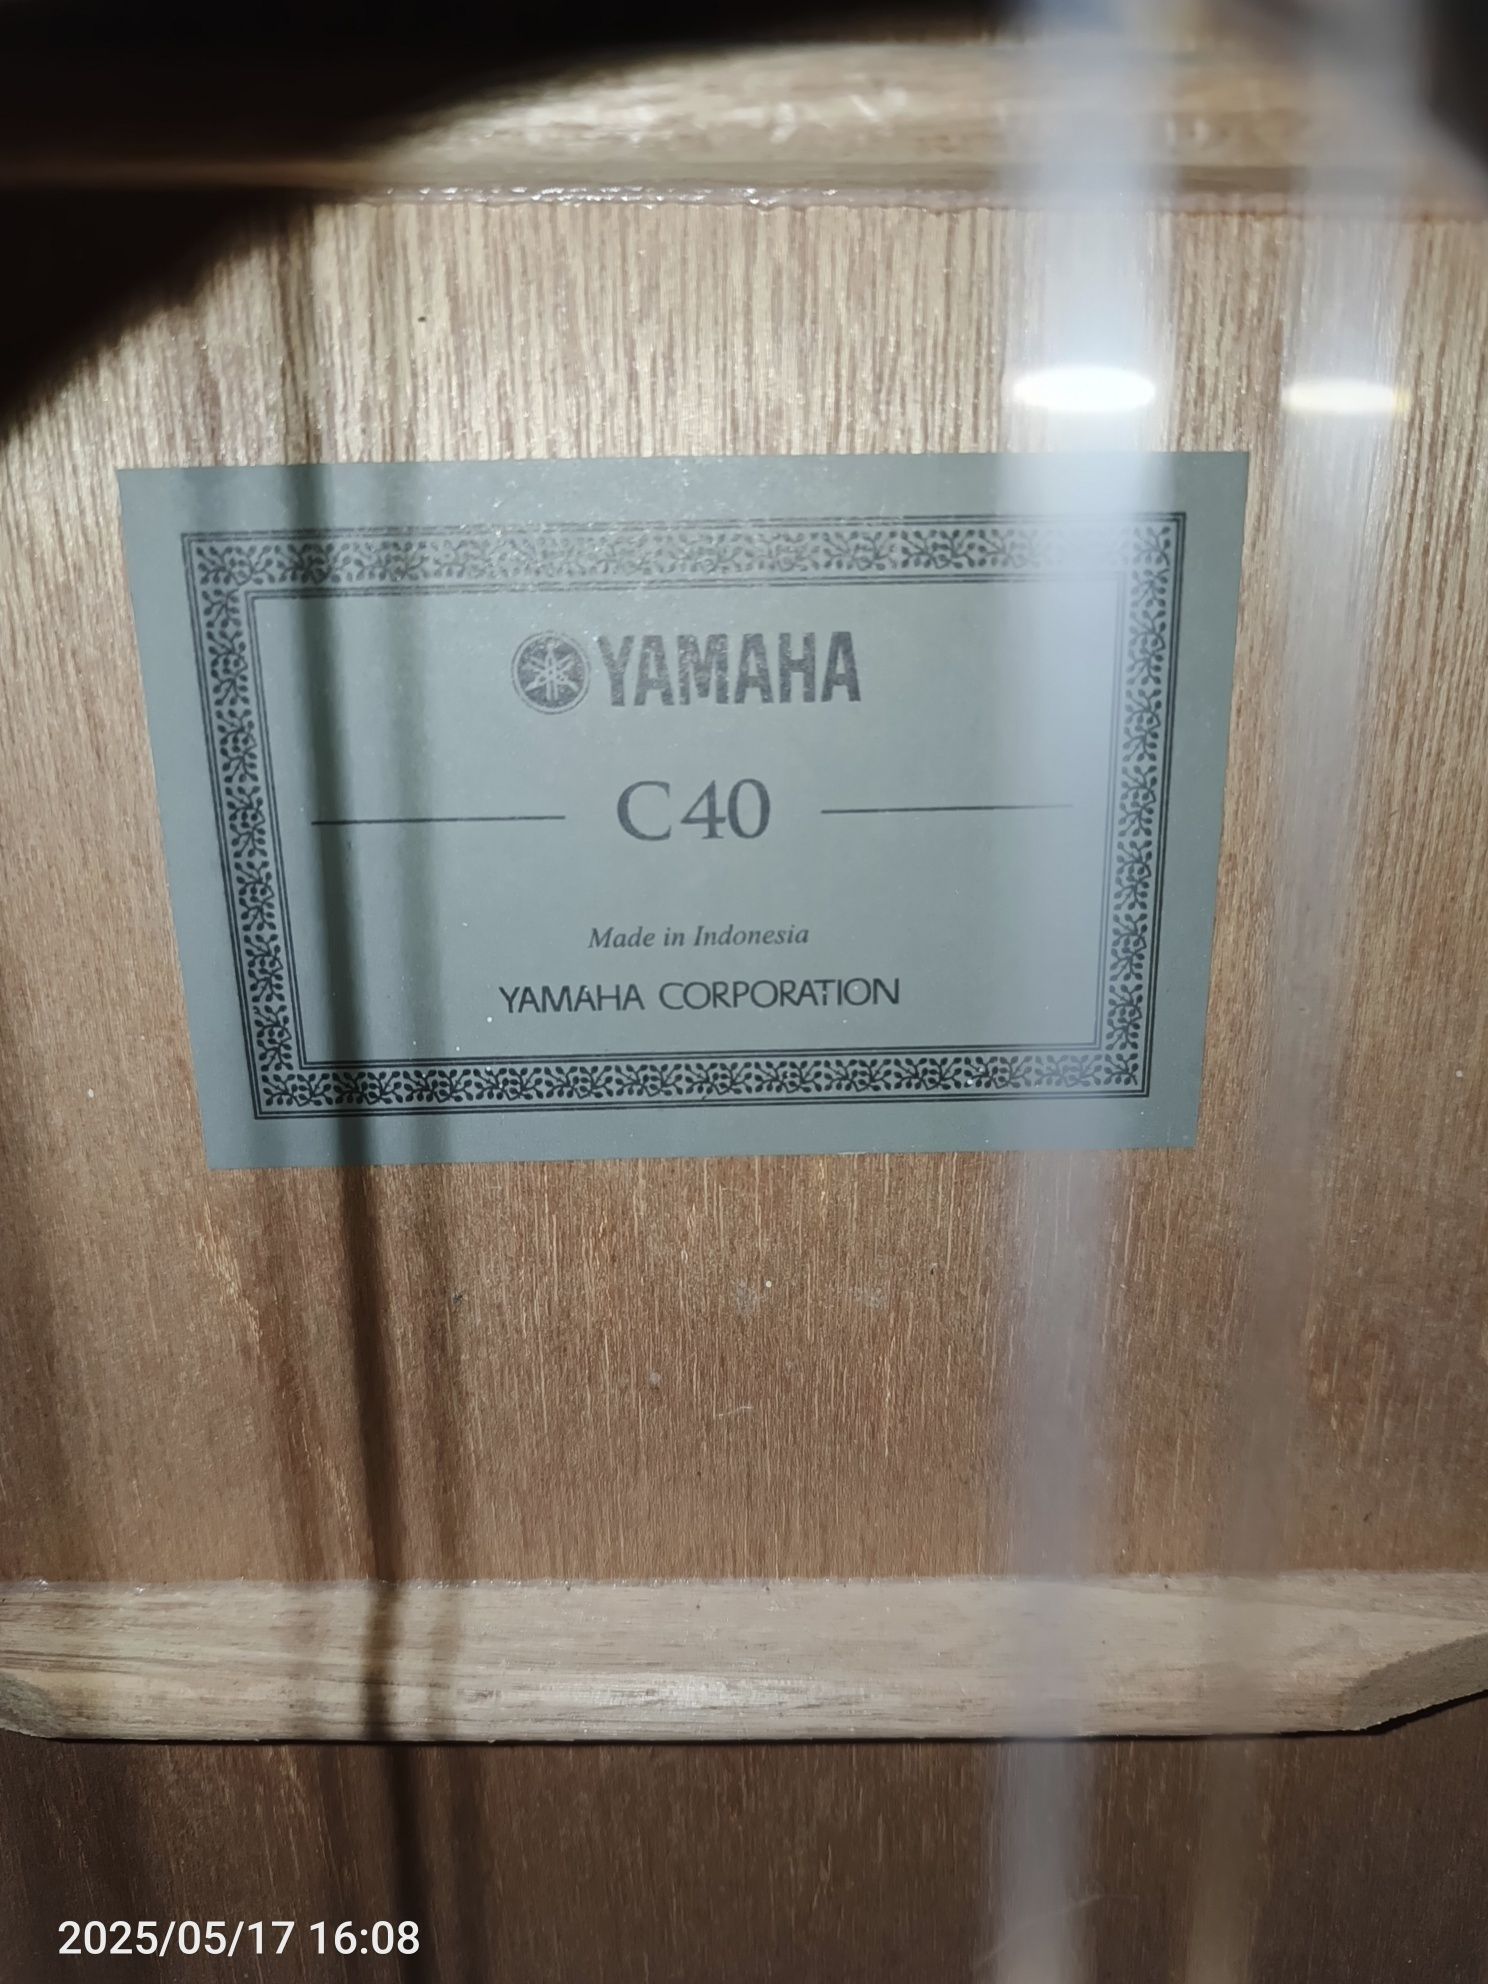 YAMAHA
C40
Made in Indonesia
YAMAHA CORPORATION
2025/05/17 16:08